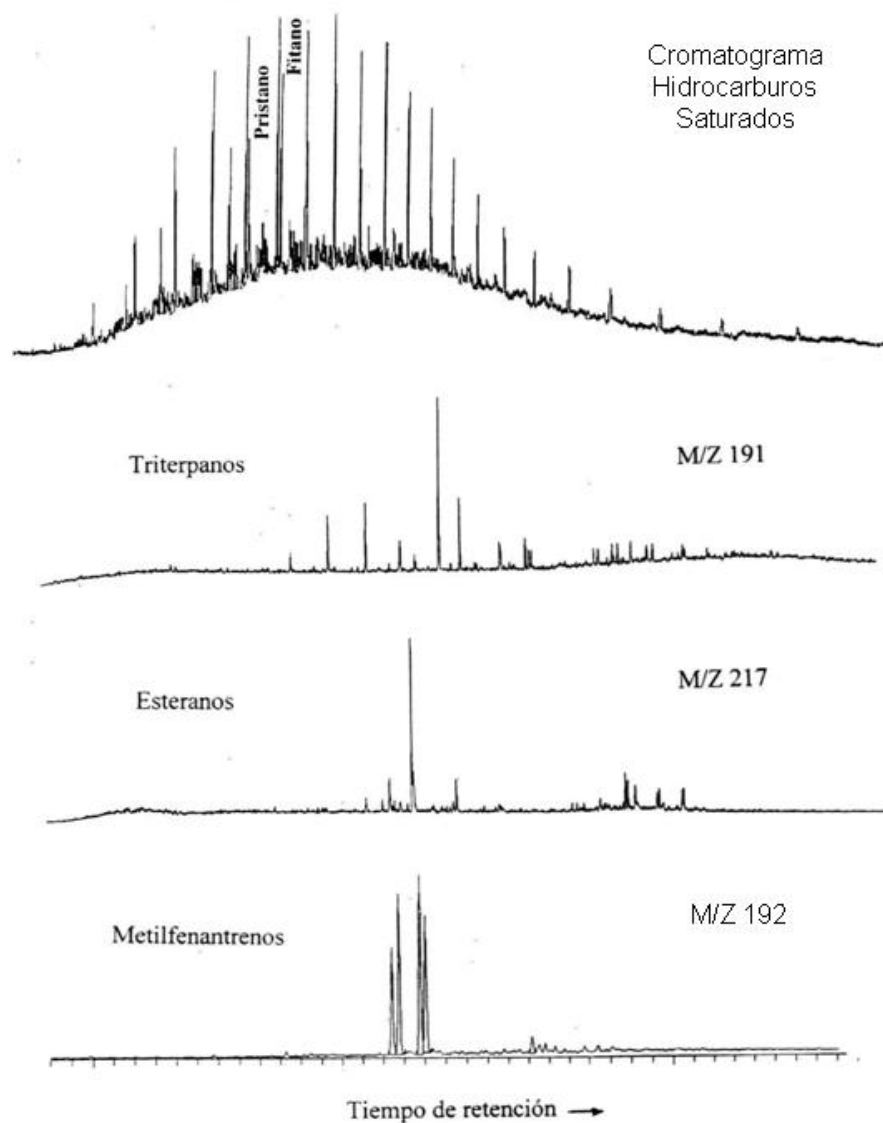 Cromatograma
Hidrocarburos
Saturados
Pristano
Fitano
Triterpanos
M/Z 191
Esteranos
M/Z 217
Metilfenantrenos
M/Z 192
Tiempo de retención →